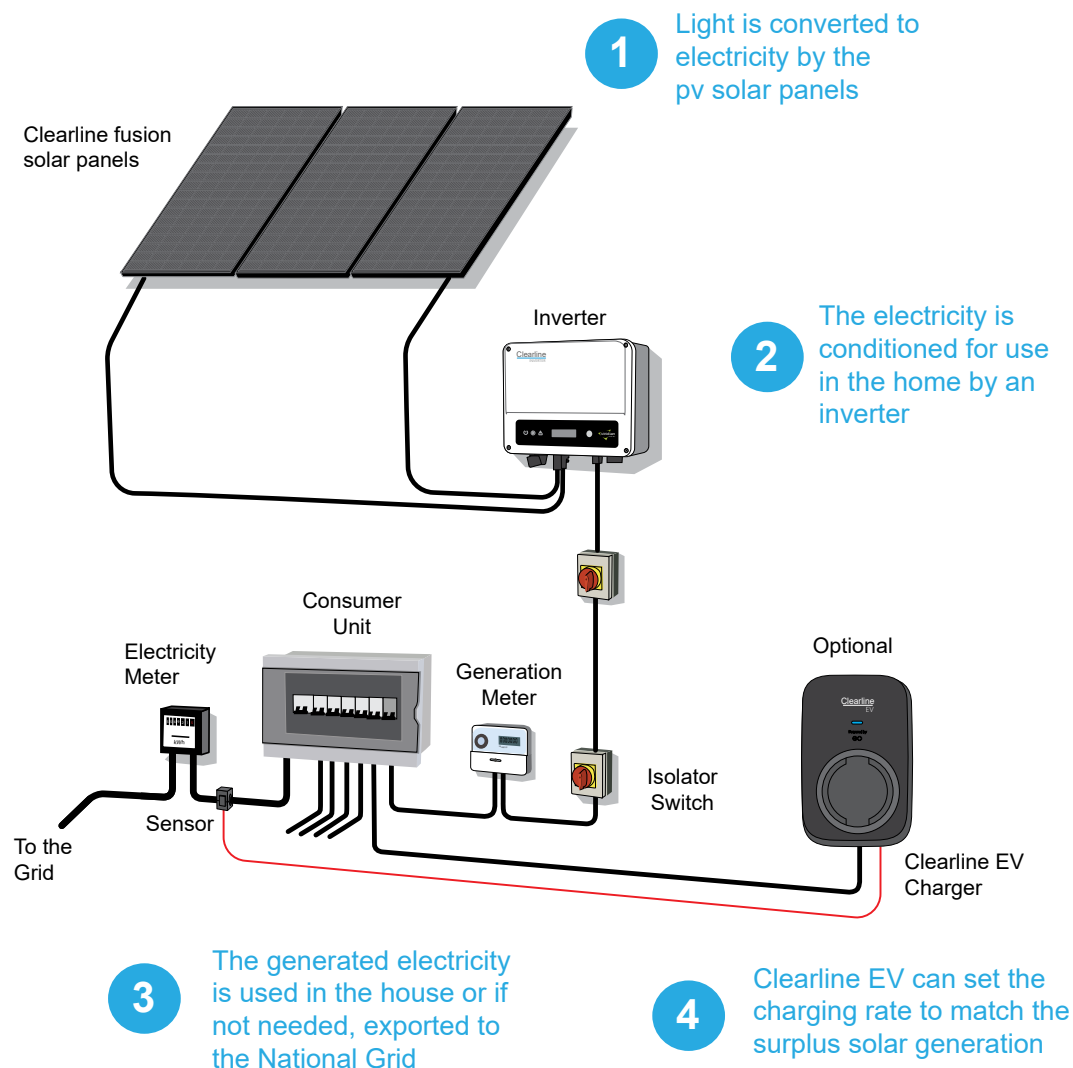 1
Light is converted to
electricity by the
pv solar panels
Clearline fusion
solar panels
Inverter
Clearline
2
The electricity is
conditioned for use
in the home by an
inverter
Consumer
Unit
Electricity
Meter
Generation
Meter
Optional
kWh
Clearline
EV
Isolator
Switch
Sensor
To the
Grid
Clearline EV
Charger
3
The generated electricity
is used in the house or if
not needed, exported to
the National Grid
4
Clearline EV can set the
charging rate to match the
surplus solar generation